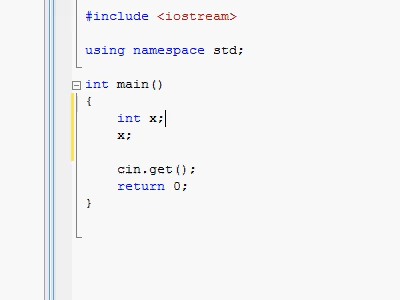 #include <iostream>
using namespace std;
int main()
{
int x;
x;
cin.get();
return 0;
}